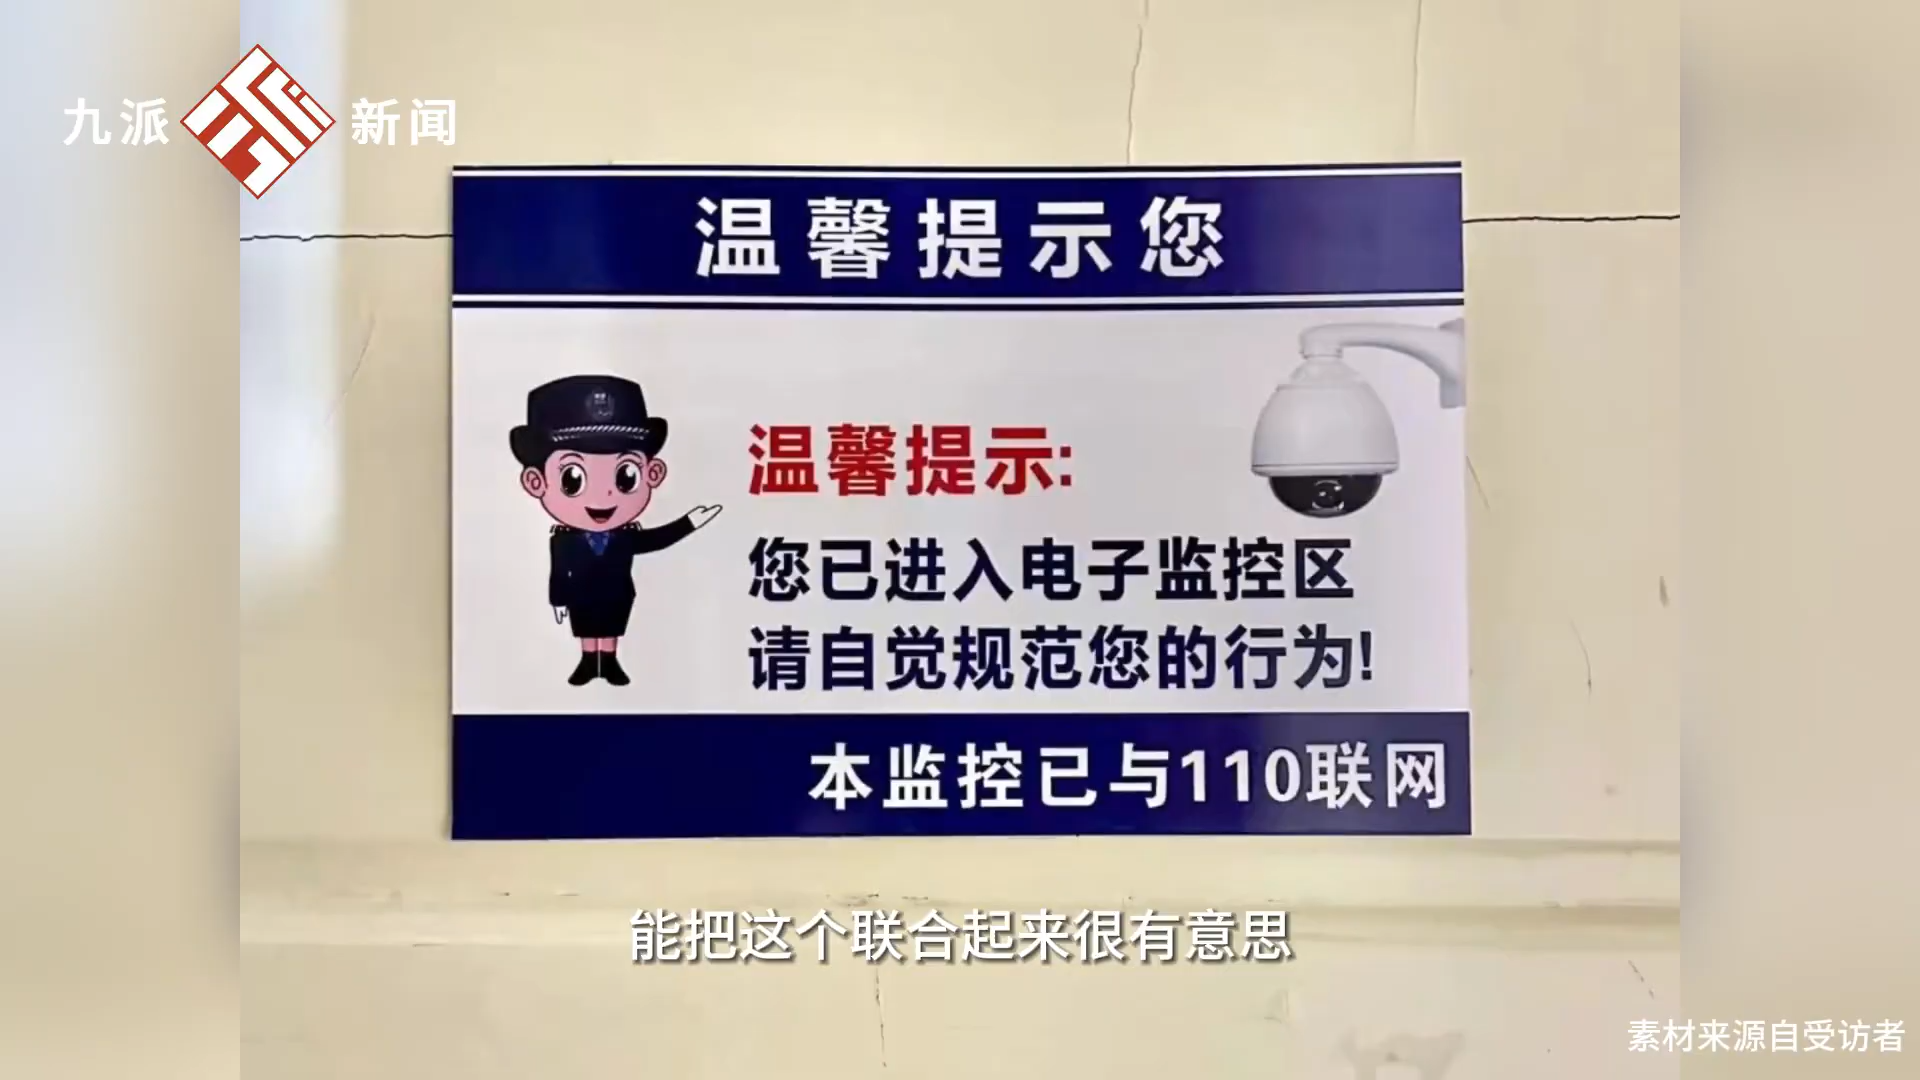 九派 新闻
温馨提示您
温馨提示:
您已进入电子监控区
请自觉规范您的行为!
本监控已与110联网
能把这个联合起来很有意思
素材来源自受访者